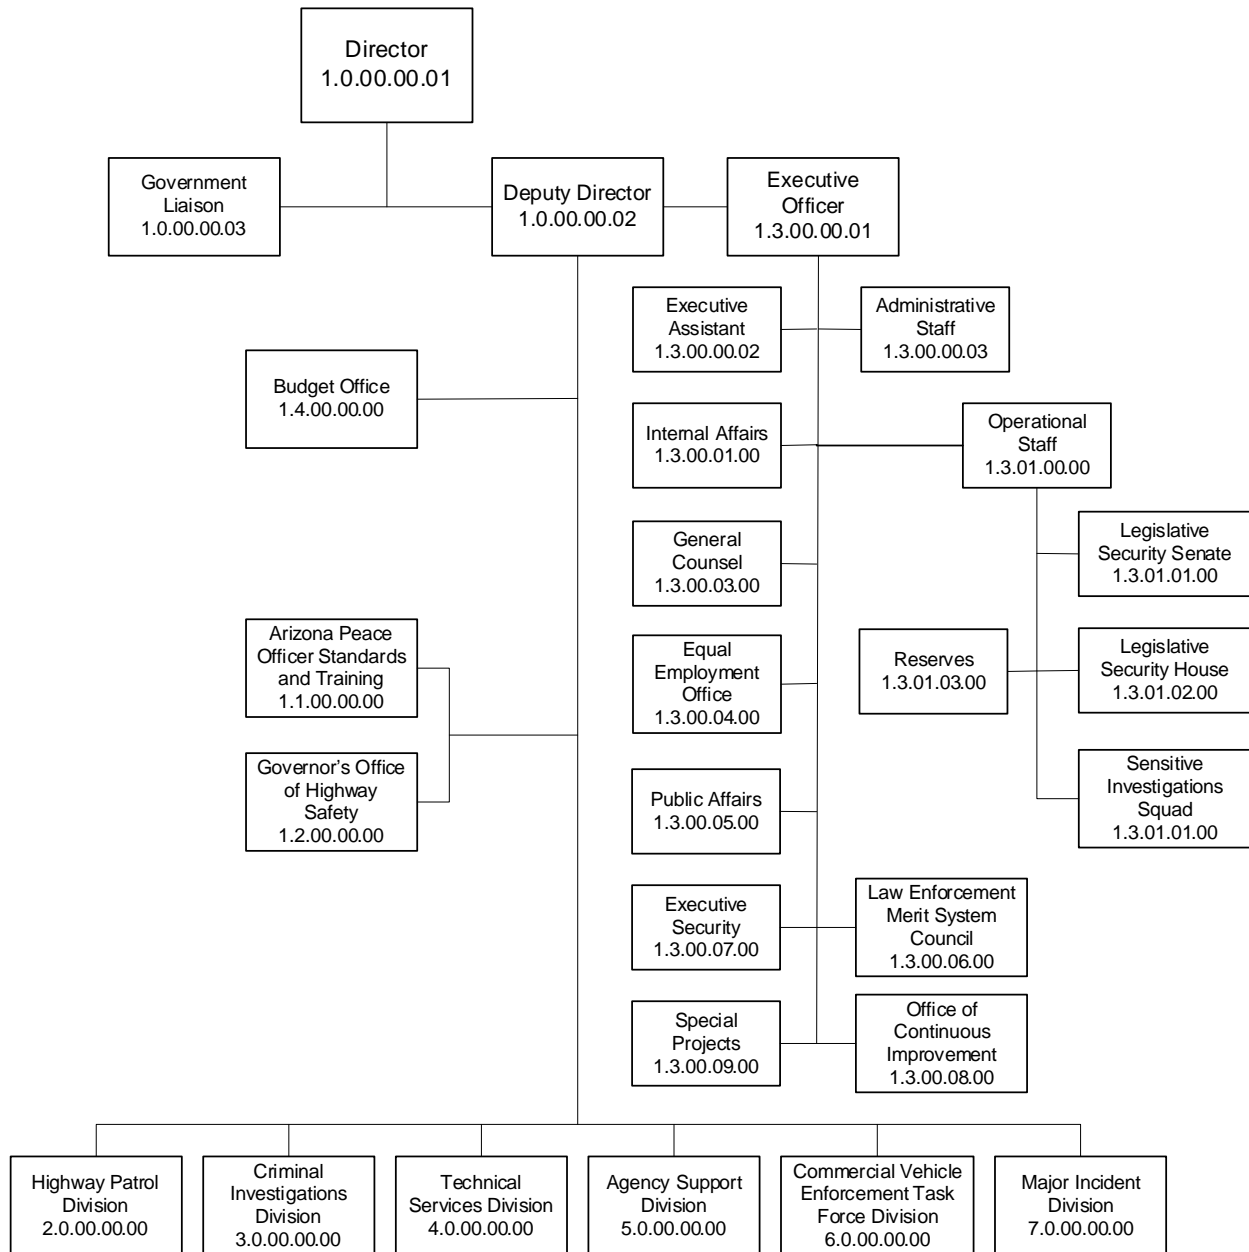 Director
1.0.00.00.01
Government
Liaison
1.0.00.00.03
Deputy Director
1.0.00.00.02
Executive
Officer
1.3.00.00.01
Executive
Assistant
1.3.00.00.02
Administrative
Staff
1.3.00.00.03
Budget Office
1.4.00.00.00
Internal Affairs
1.3.00.01.00
Operational
Staff
1.3.01.00.00
General
Counsel
1.3.00.03.00
Legislative
Security Senate
1.3.01.01.00
Arizona Peace
Officer Standards
and Training
1.1.00.00.00
Equal
Employment
Office
1.3.00.04.00
Reserves
1.3.01.03.00
Legislative
Security House
1.3.01.02.00
Governor’s Office
of Highway
Safety
1.2.00.00.00
Public Affairs
1.3.00.05.00
Sensitive
Investigations
Squad
1.3.01.01.00
Executive
Security
1.3.00.07.00
Law Enforcement
Merit System
Council
1.3.00.06.00
Special
Projects
1.3.00.09.00
Office of
Continuous
Improvement
1.3.00.08.00
Highway Patrol
Division
2.0.00.00.00
Criminal
Investigations
Division
3.0.00.00.00
Technical
Services Division
4.0.00.00.00
Agency Support
Division
5.0.00.00.00
Commercial Vehicle
Enforcement Task
Force Division
6.0.00.00.00
Major Incident
Division
7.0.00.00.00